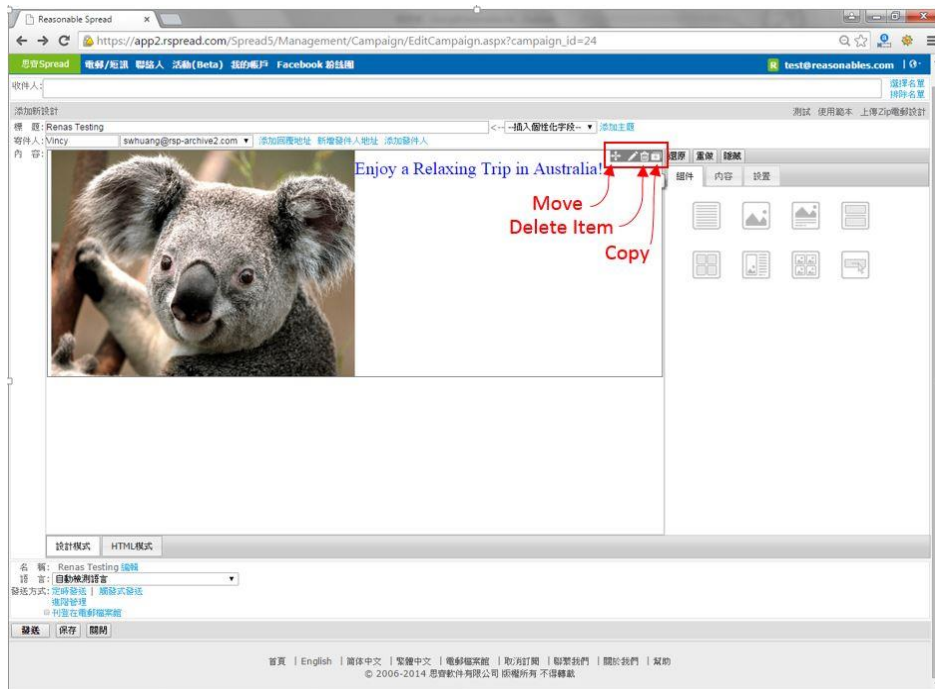 Reasonable Spread
https://app2.rspread.com/Spread5/Management/Campaign/EditCampaign.aspx?campaign_id=24
思齊Spread 電郵/短訊 聯絡人 活動(Beta) 我的帳戶 Facebook 粉絲團 test@reasonables.com
收件人: 選擇名單
排除名單
添加新設計 測試 使用範本 上傳Zip電郵設計
標 題: Renas Testing <-- --插入個性化字段-- 添加主題
寄件人: Vincy swhuang@rsp-archive2.com 添加回覆地址 新增發件人地址 添加發件人
內 容: Enjoy a Relaxing Trip in Australia! 還原 重做 隱藏
組件 內容 設置
Move
Delete Item
Copy
設計模式 HTML模式
名 稱: Renas Testing 編輯
語 言: 自動檢測語言
發送方式: 定時發送 | 觸發式發送
進階管理
刊登在電郵檔案館
發送 保存 關閉
首頁 | English | 简体中文 | 繁體中文 | 電郵檔案館 | 取消訂閱 | 聯繫我們 | 關於我們 | 幫助
© 2006-2014 思齊軟件有限公司 版權所有 不得轉載